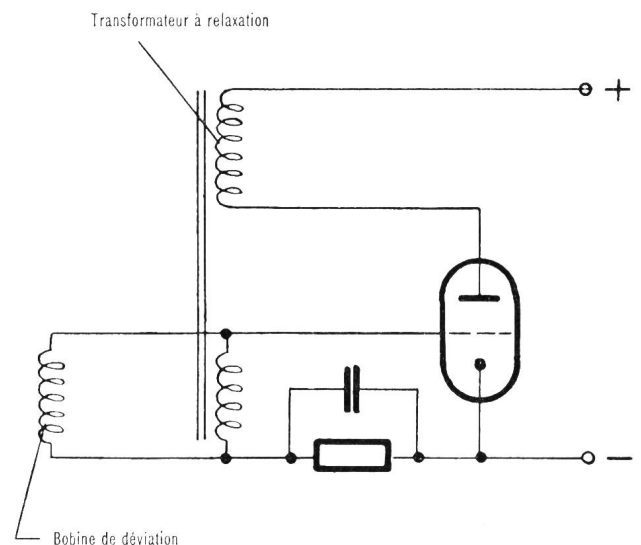 Transformateur à relaxation
+
−
Bobine de déviation